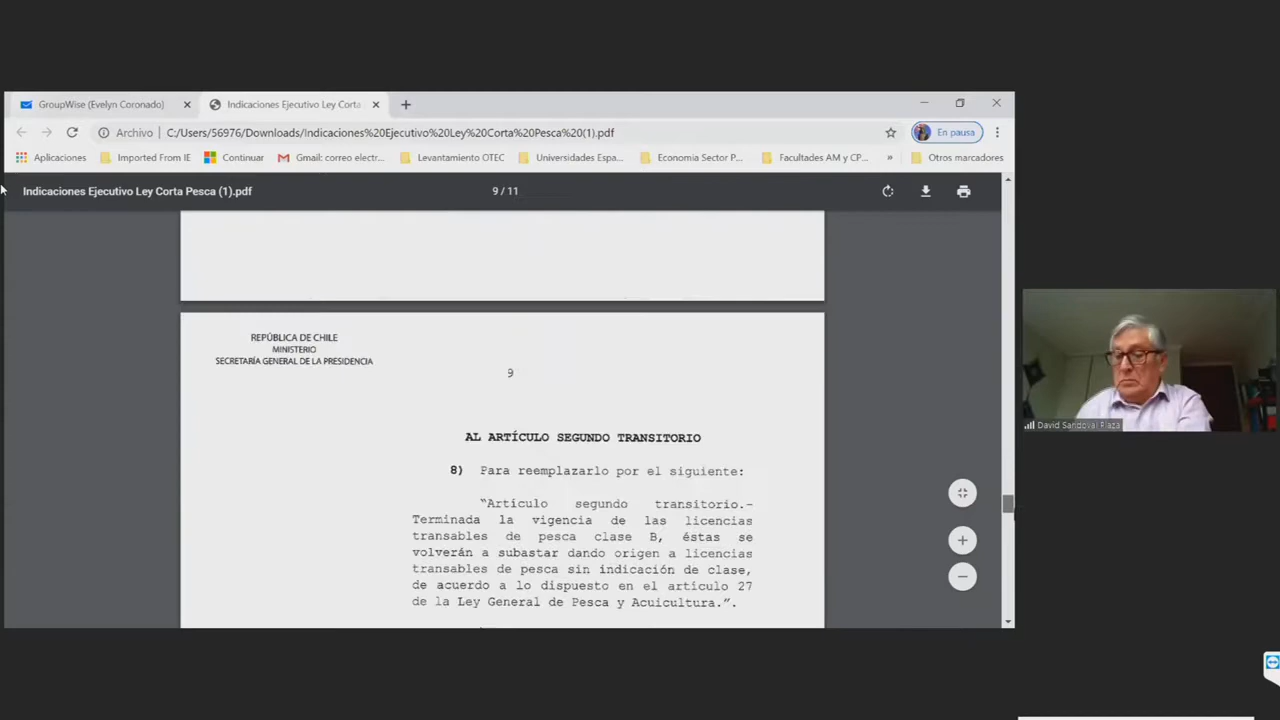 GroupWise (Evelyn Coronado)
Indicaciones Ejecutivo Ley Corta
Archivo
C:/Users/56976/Downloads/Indicaciones%20Ejecutivo%20Ley%20Corta%20Pesca%20(1).pdf
En pausa
Aplicaciones
Imported From IE
Continuar
Gmail: correo electr...
Levantamiento OTEC
Universidades Espa...
Economia Sector P...
Facultades AM y CP...
»
Otros marcadores
Indicaciones Ejecutivo Ley Corta Pesca (1).pdf
9 / 11
REPÚBLICA DE CHILE
MINISTERIO
SECRETARÍA GENERAL DE LA PRESIDENCIA
9
AL ARTÍCULO SEGUNDO TRANSITORIO
8) Para reemplazarlo por el siguiente:
“Artículo segundo transitorio.-
Terminada la vigencia de las licencias
transables de pesca clase B, éstas se
volverán a subastar dando origen a licencias
transables de pesca sin indicación de clase,
de acuerdo a lo dispuesto en el artículo 27
de la Ley General de Pesca y Acuicultura.”.
David Sandoval Plaza